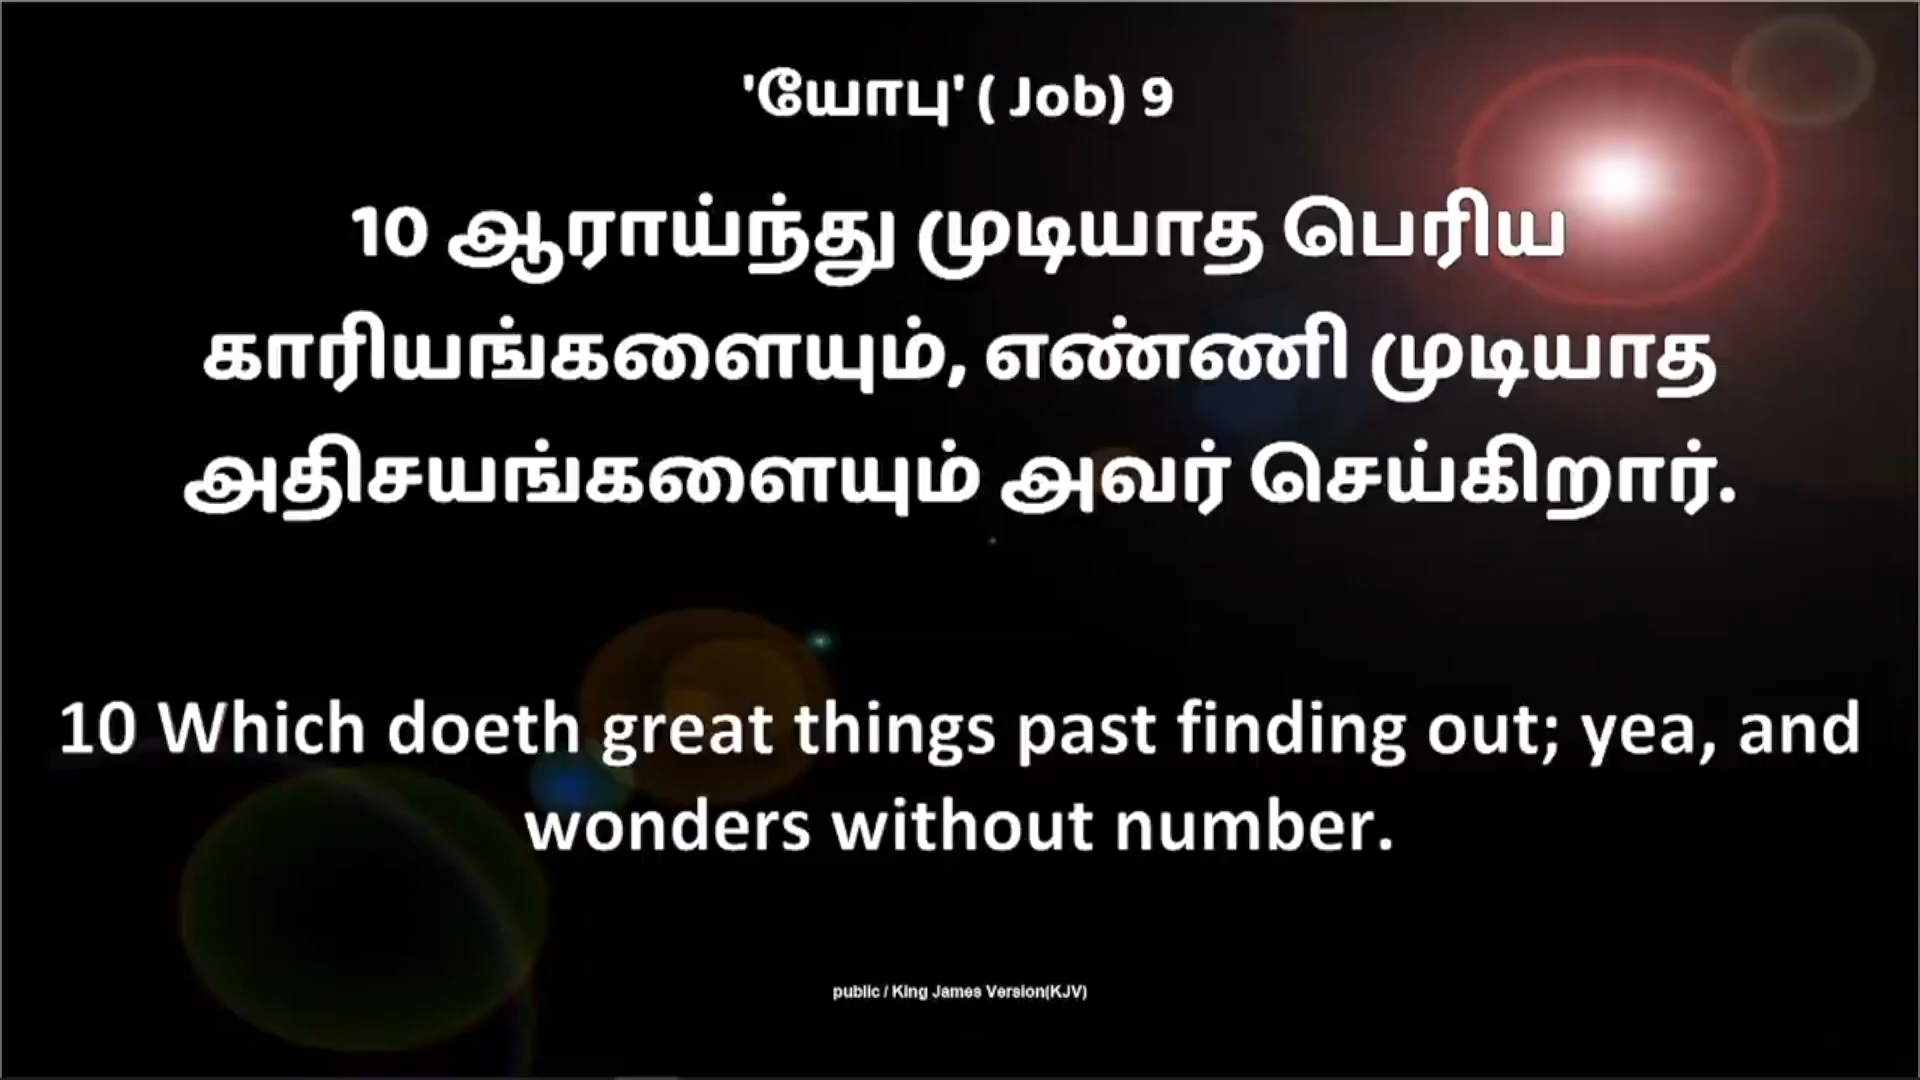 'யோபு' ( Job) 9
10 ஆராய்ந்து முடியாத பெரிய
காரியங்களையும், எண்ணி முடியாத
அதிசயங்களையும் அவர் செய்கிறார்.
10 Which doeth great things past finding out; yea, and
wonders without number.
public / King James Version(KJV)